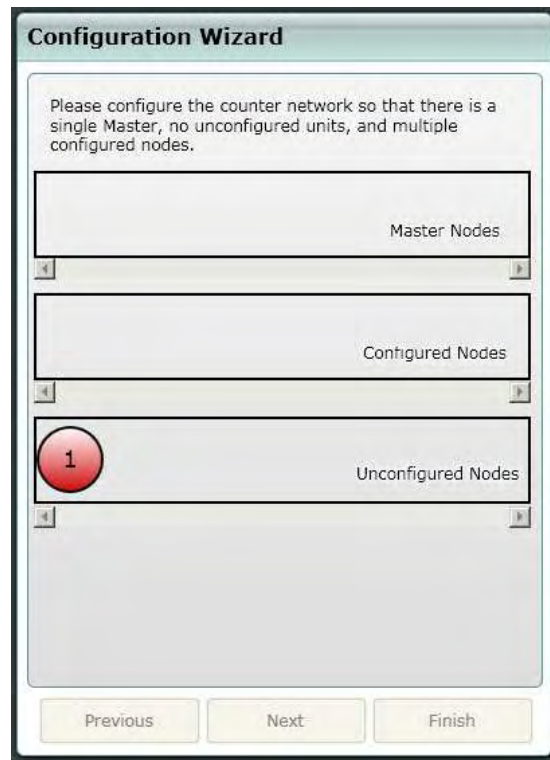 Configuration Wizard
Please configure the counter network so that there is a
single Master, no unconfigured units, and multiple
configured nodes.
Master Nodes
Configured Nodes
1
Unconfigured Nodes
Previous
Next
Finish